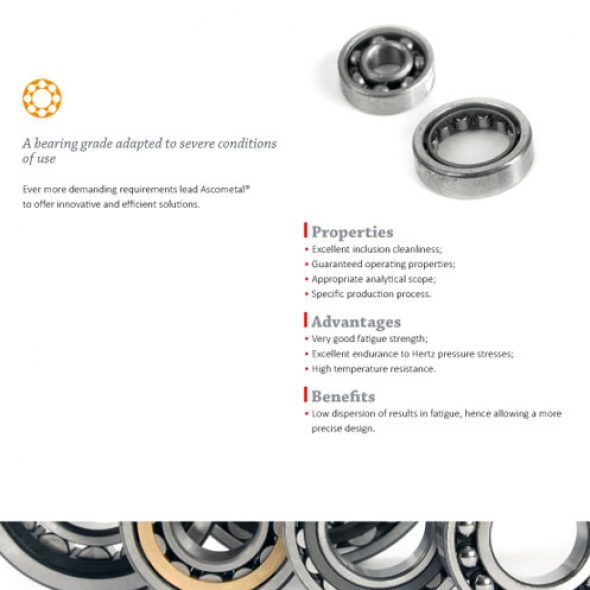 A bearing grade adapted to severe conditions
of use
Ever more demanding requirements lead Ascometal®
to offer innovative and efficient solutions.
Properties
• Excellent inclusion cleanliness;
• Guaranteed operating properties;
• Appropriate analytical scope;
• Specific production process.
Advantages
• Very good fatigue strength;
• Excellent endurance to Hertz pressure stresses;
• High temperature resistance.
Benefits
• Low dispersion of results in fatigue, hence allowing a more
precise design.